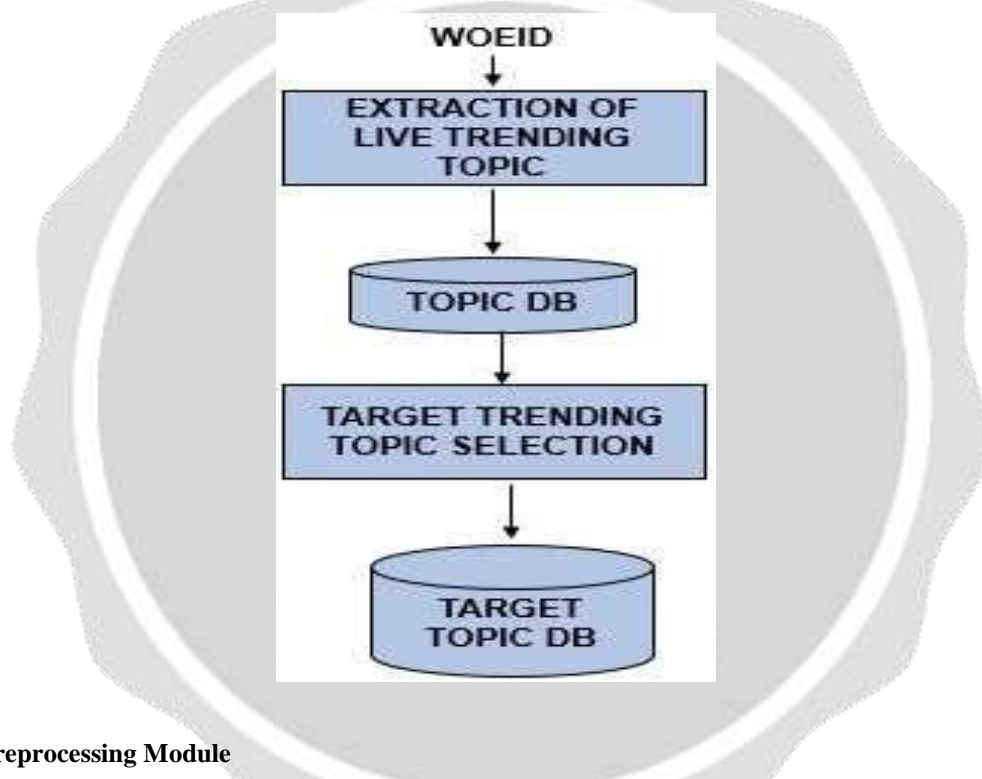 WOEID
EXTRACTION OF
LIVE TRENDING
TOPIC
TOPIC DB
TARGET TRENDING
TOPIC SELECTION
TARGET
TOPIC DB
reprocessing Module